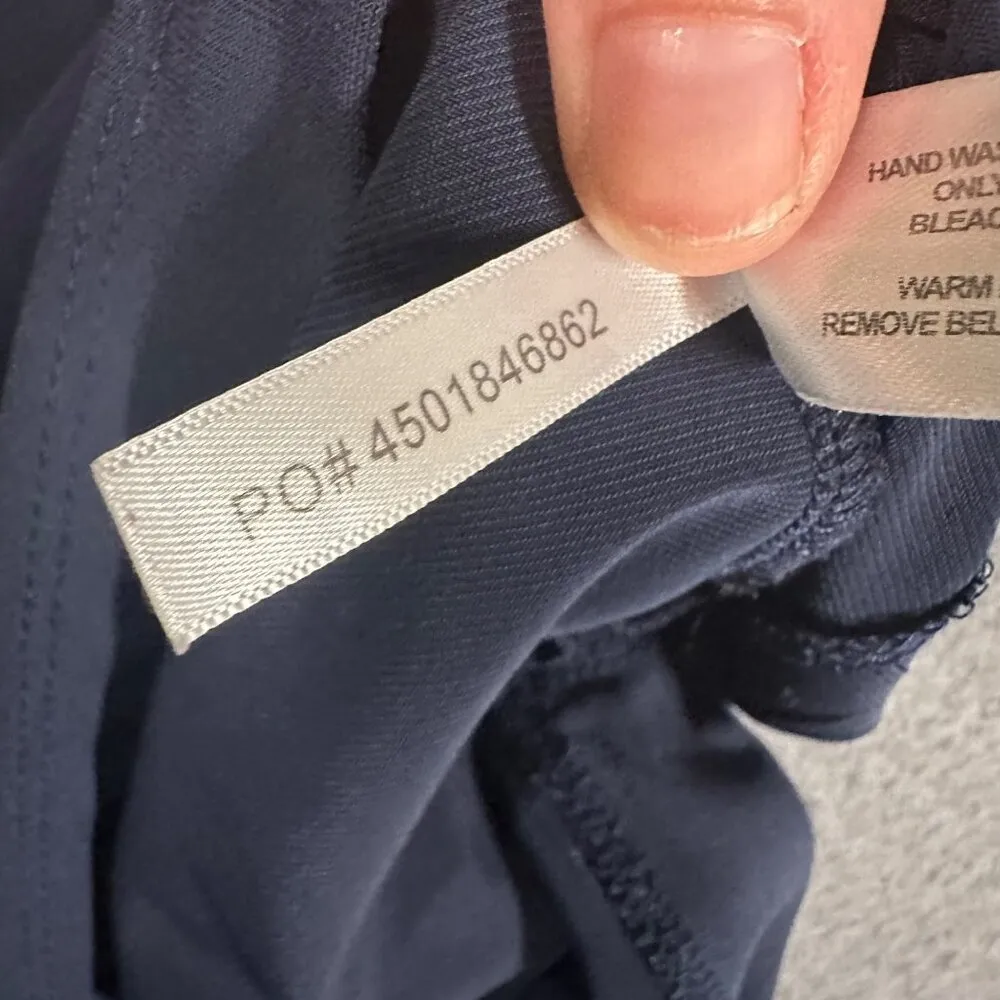 PO# 4501846862
HAND WAS
ONLY
BLEAC
WARM
REMOVE BEL